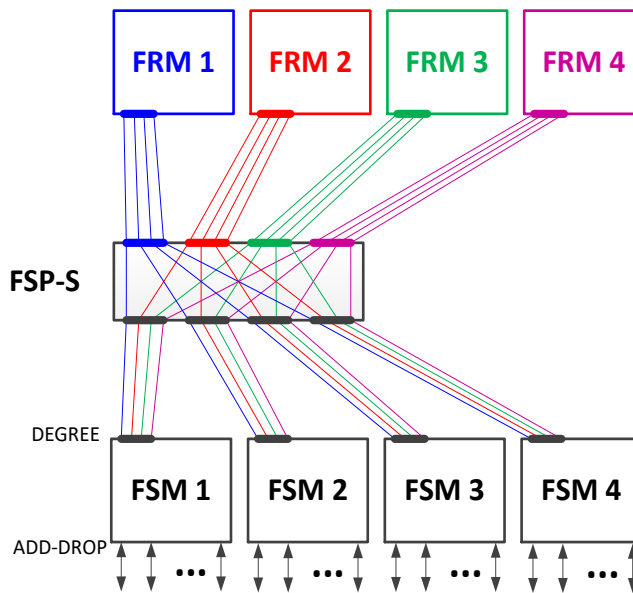 FRM 1
FRM 2
FRM 3
FRM 4
FSP-S
DEGREE
FSM 1
FSM 2
FSM 3
FSM 4
ADD-DROP
...
...
...
...